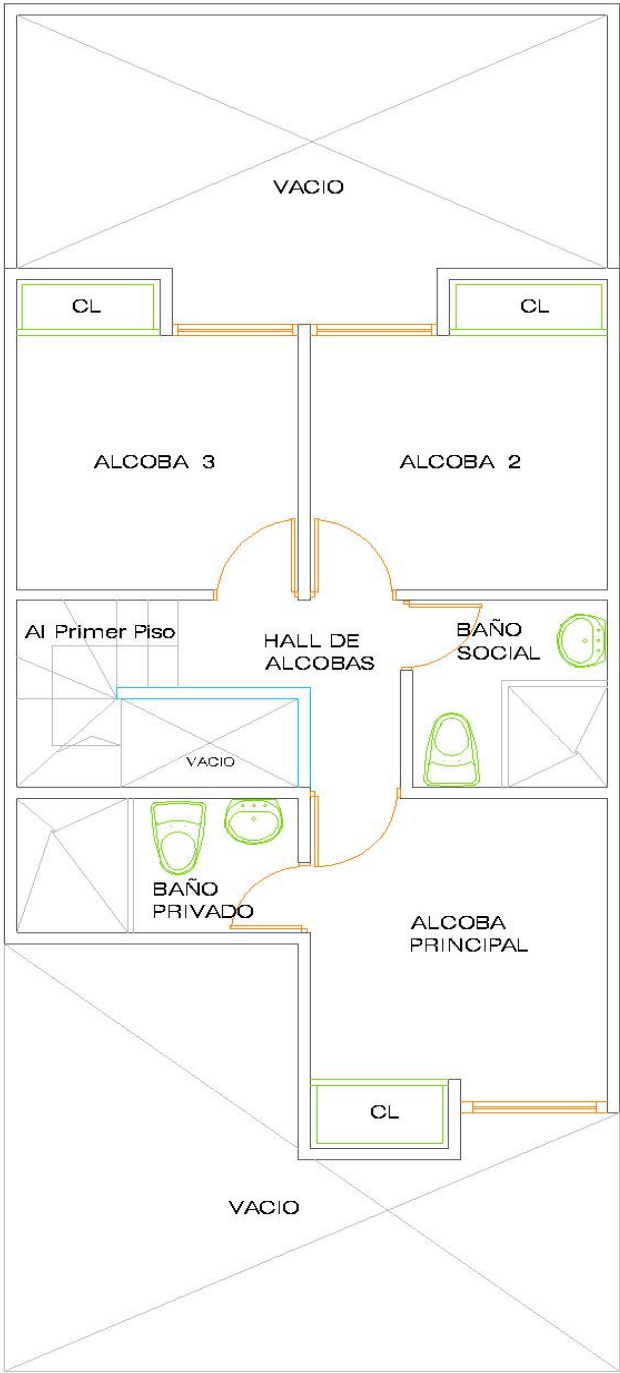 VACIO
CL
CL
ALCOBA 3
ALCOBA 2
Al Primer Piso
HALL DE
ALCOBAS
BAÑO
SOCIAL
VACIO
BAÑO
PRIVADO
ALCOBA
PRINCIPAL
CL
VACIO